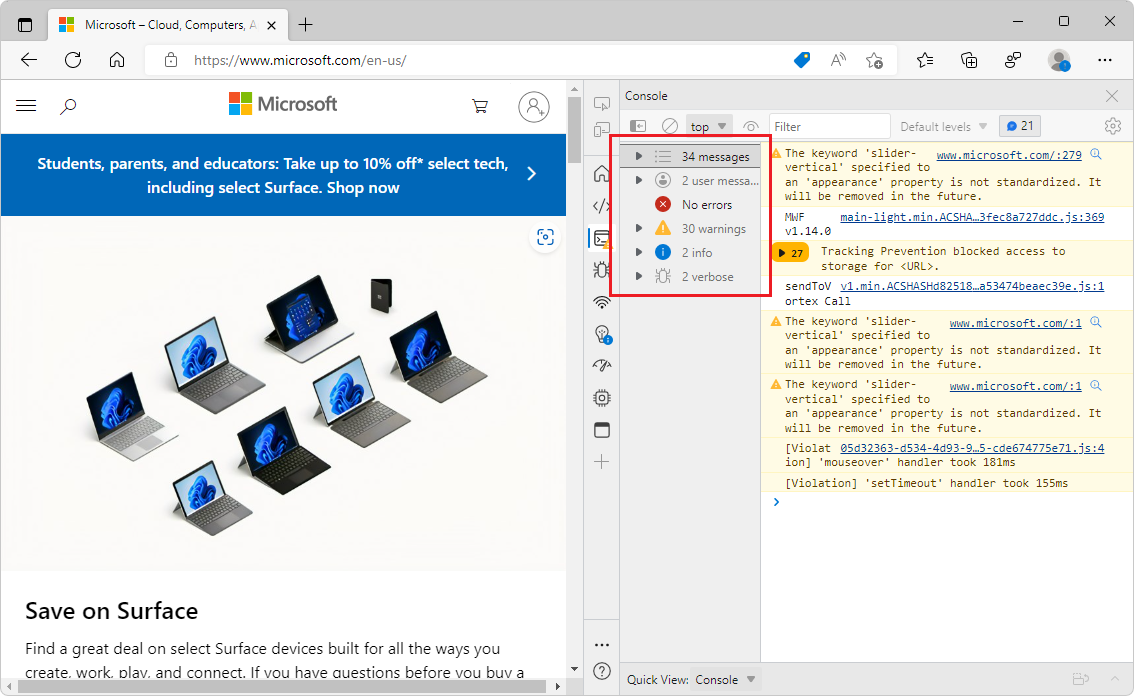 Microsoft – Cloud, Computers, A
https://www.microsoft.com/en-us/
Microsoft
Students, parents, and educators: Take up to 10% off* select tech,
including select Surface. Shop now
Save on Surface
Find a great deal on select Surface devices built for all the ways you
create, work, play, and connect. If you have questions before you buy a
Console
top
Filter
Default levels
21
34 messages
2 user messa...
No errors
30 warnings
2 info
2 verbose
The keyword 'slider- www.microsoft.com/:279
vertical' specified to
an 'appearance' property is not standardized. It
will be removed in the future.
MWF main-light.min.ACSHA…3fec8a727ddc.js:369
v1.14.0
27 Tracking Prevention blocked access to
storage for <URL>.
sendToV v1.min.ACSHASHd82518…a53474beaec39e.js:1
ortex Call
The keyword 'slider- www.microsoft.com/:1
vertical' specified to
an 'appearance' property is not standardized. It
will be removed in the future.
The keyword 'slider- www.microsoft.com/:1
vertical' specified to
an 'appearance' property is not standardized. It
will be removed in the future.
[Violat 05d32363-d534-4d93-9…5-cde674775e71.js:4
ion] 'mouseover' handler took 181ms
[Violation] 'setTimeout' handler took 155ms
Quick View: Console